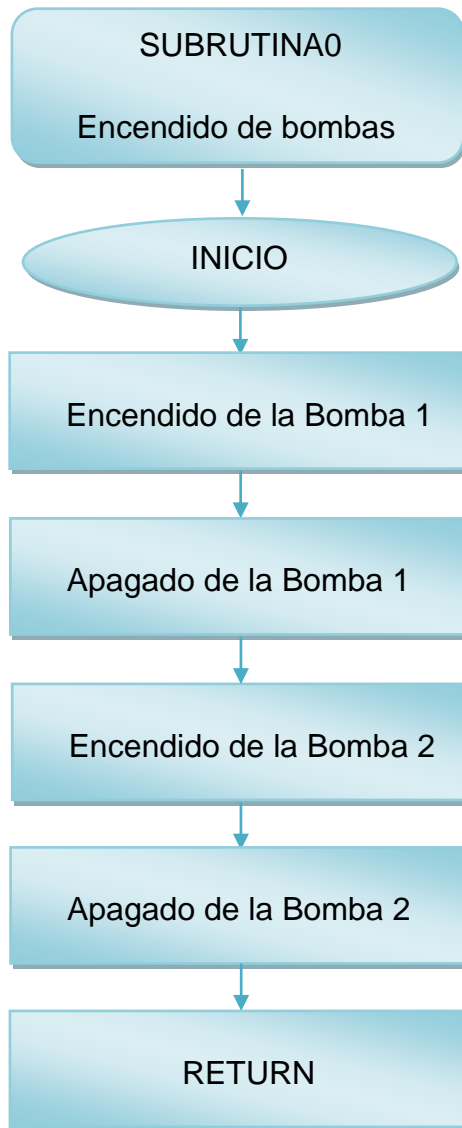 SUBRUTINA0
Encendido de bombas
INICIO
Encendido de la Bomba 1
Apagado de la Bomba 1
Encendido de la Bomba 2
Apagado de la Bomba 2
RETURN